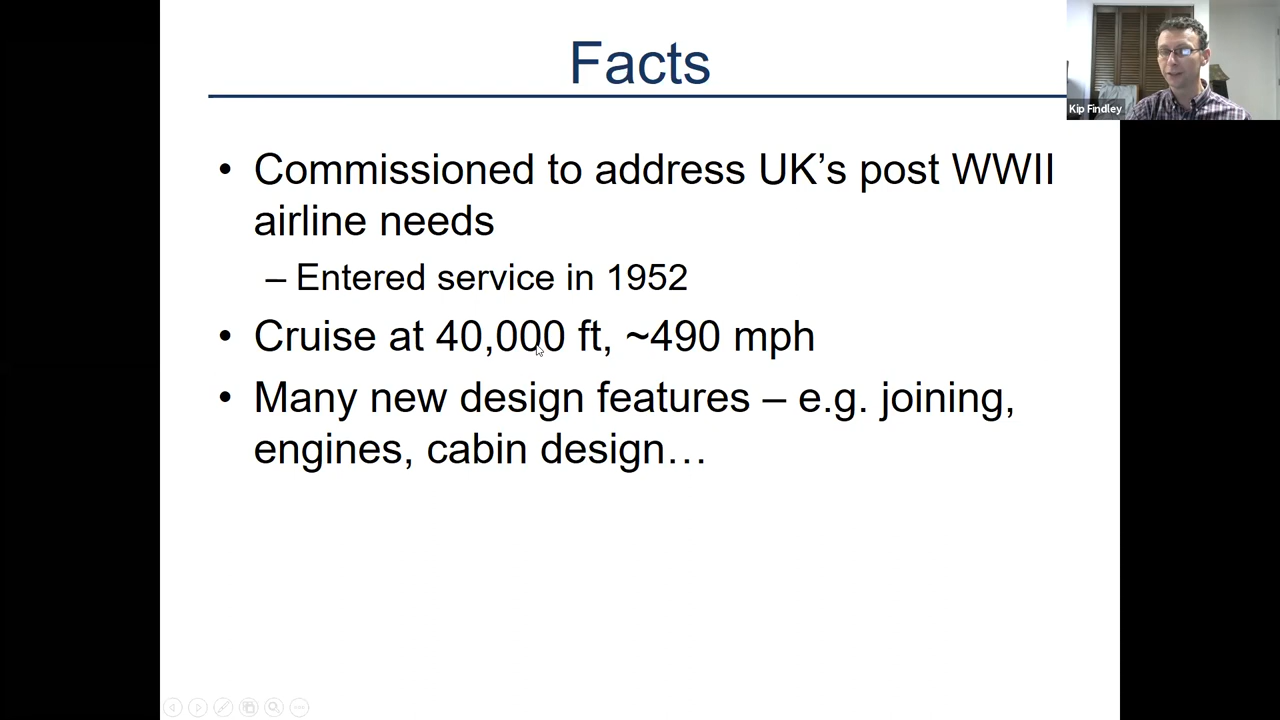 Facts
Kip Findley
• Commissioned to address UK’s post WWII
airline needs
– Entered service in 1952
• Cruise at 40,000 ft, ~490 mph
• Many new design features – e.g. joining,
engines, cabin design…